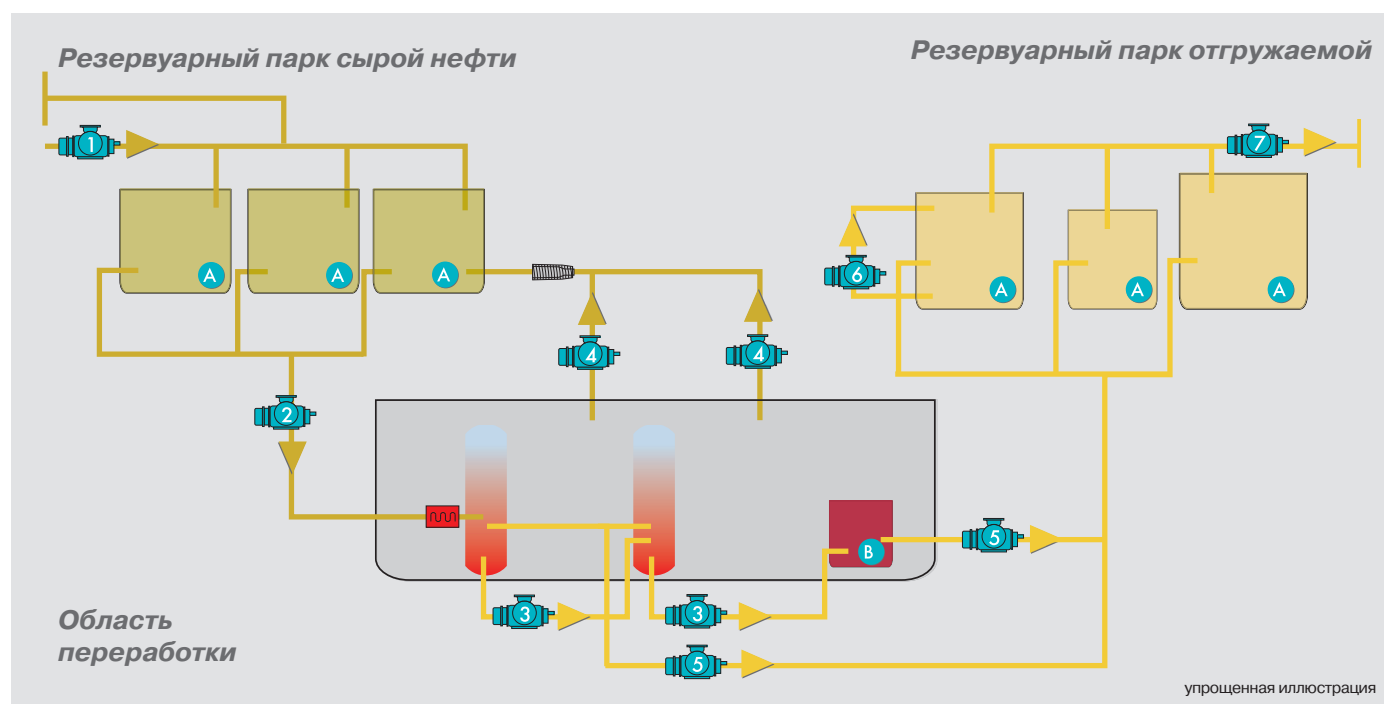 Резервуарный парк сырой нефти
Резервуарный парк отгружаемой
1
7
A
A
A
6
A
A
A
4
4
2
B
5
3
3
5
Область
переработки
упрощенная иллюстрация